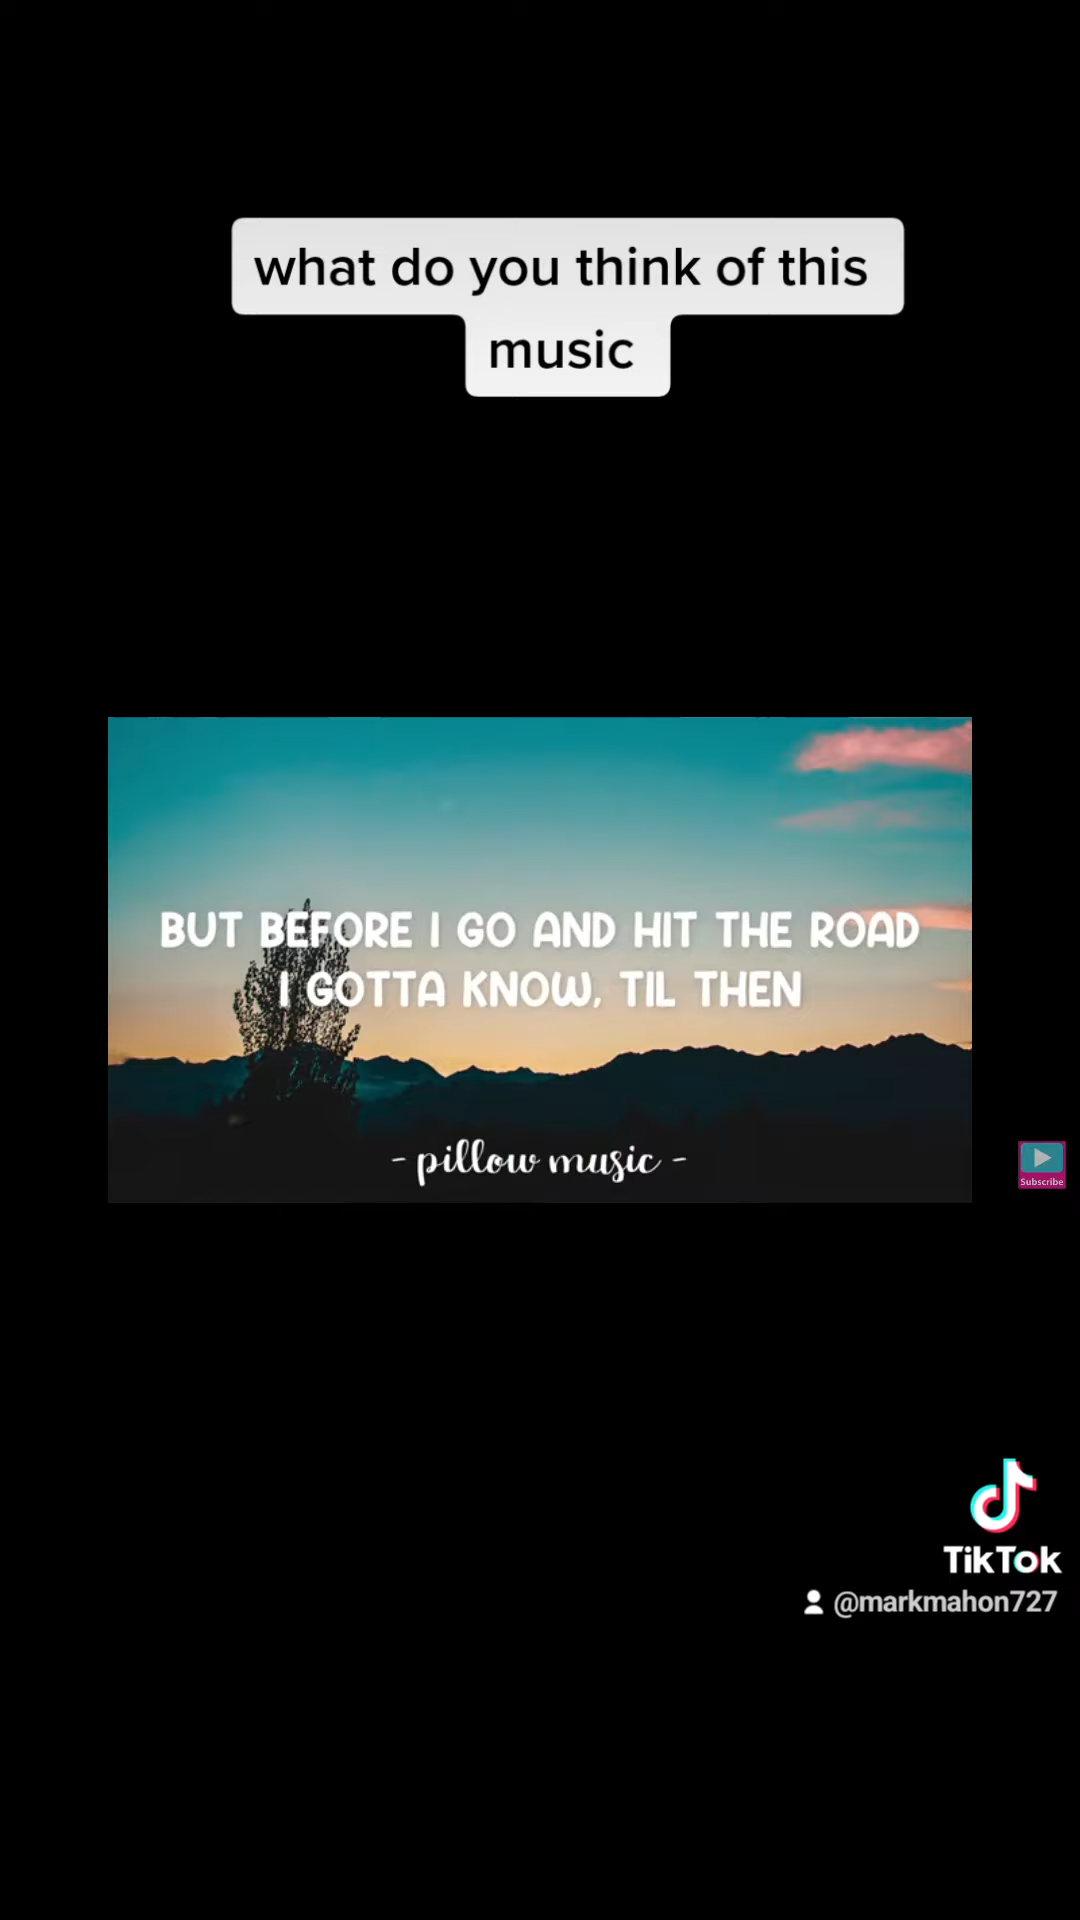 what do you think of this
music
BUT BEFORE I GO AND HIT THE ROAD
I GOTTA KNOW, TIL THEN
- pillow music -
Subscribe
TikTok
@markmahon727